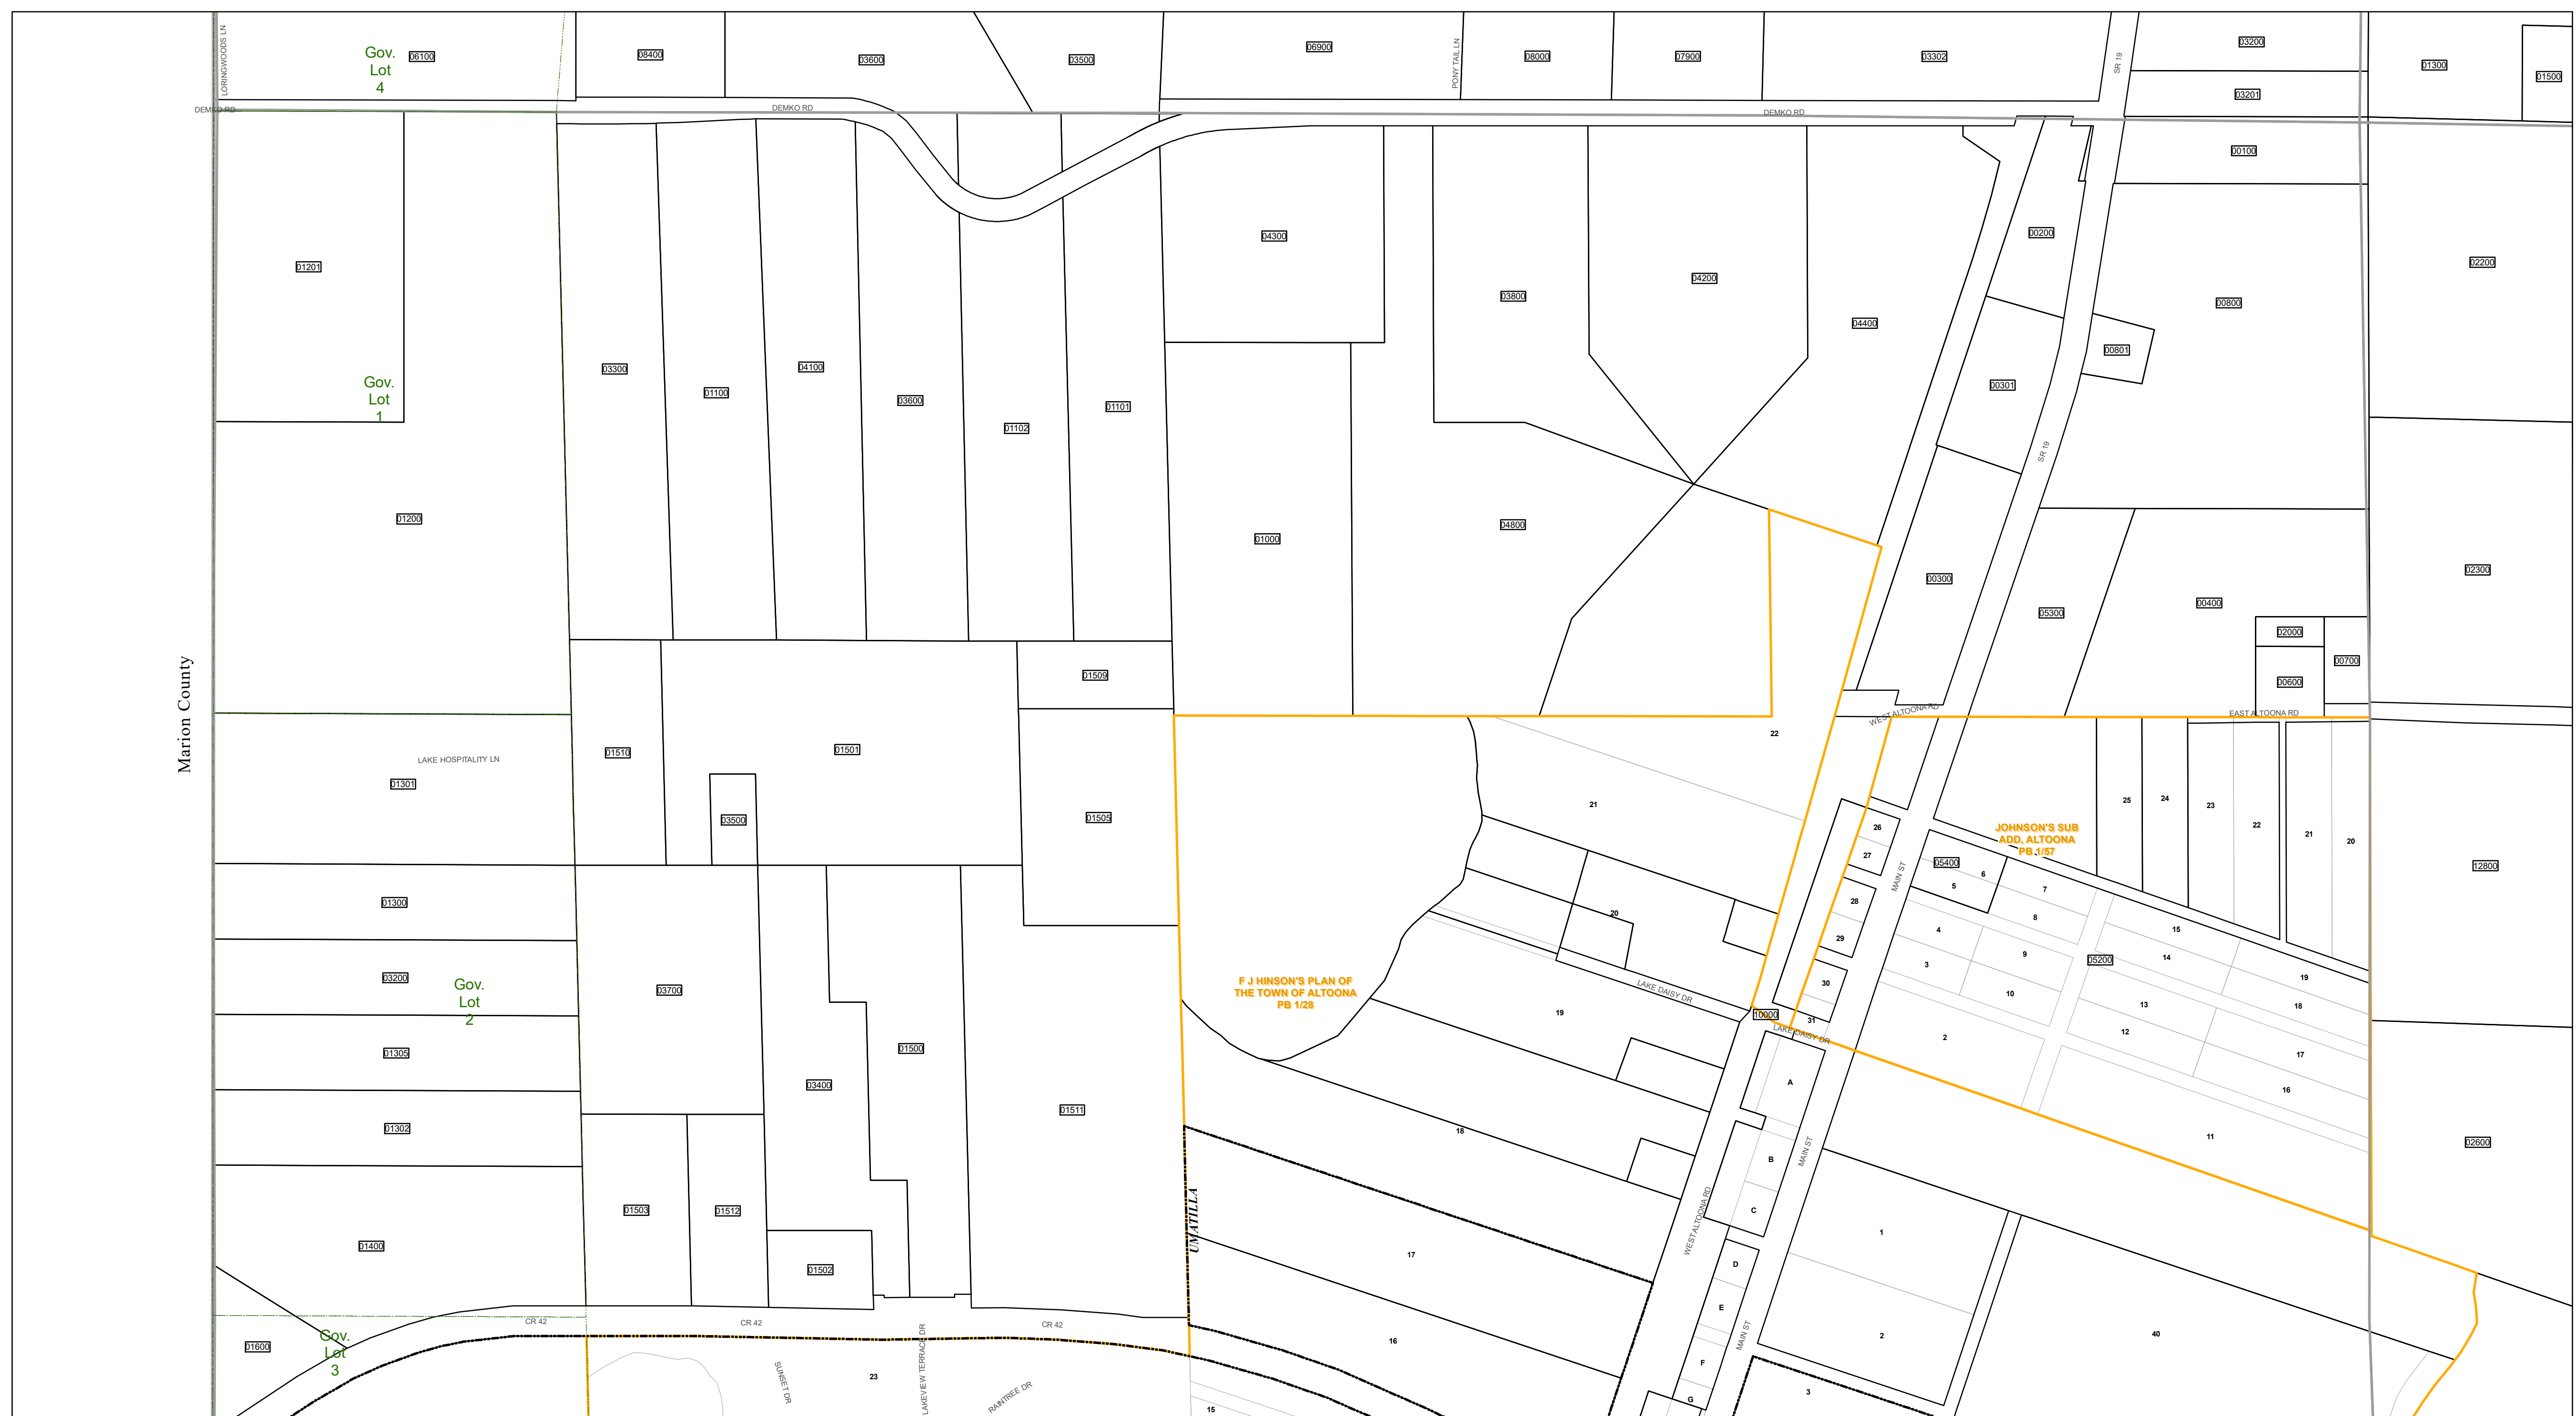 LORINGWOODS LN
Gov.
Lot
4
06100
08400
03600
03500
06900
PONY TAIL LN
08000
07900
03302
SR 19
03200
03201
01300
01500
DEMKO RD
DEMKO RD
DEMKO RD
00100
01201
04300
03800
04200
04400
00200
00800
02200
00801
Gov.
Lot
1
03300
01100
04100
03600
01102
01101
00301
SR 19
01200
01000
04800
00300
05300
00400
02300
02000
00700
00600
Marion County
01509
WEST ALTOONA RD
EAST ALTOONA RD
LAKE HOSPITALITY LN
01301
01510
01501
03500
01505
22
21
26
27
JOHNSON'S SUB
ADD, ALTOONA
PB 1/57
25
24
23
22
21
20
12800
01300
MAIN ST
05400
6
5
7
8
28
29
20
4
9
3
10
15
14
05200
19
18
13
12
17
16
11
03200
Gov.
Lot
2
03700
F J HINSON'S PLAN OF
THE TOWN OF ALTOONA
PB 1/28
LAKE DAISY DR
30
31
10000
LAKE DAISY DR
19
2
01305
01500
03400
01511
A
01302
18
B
MAIN ST
02600
01503
01512
UMATILLA
WEST ALTOONA RD
C
1
01400
01502
17
D
E
CR 42
CR 42
CR 42
01600
Gov.
Lot
3
16
MAIN ST
2
40
F
23
SUNSET DR
LAKEVIEW TERRACE DR
RAINTREE DR
15
G
3